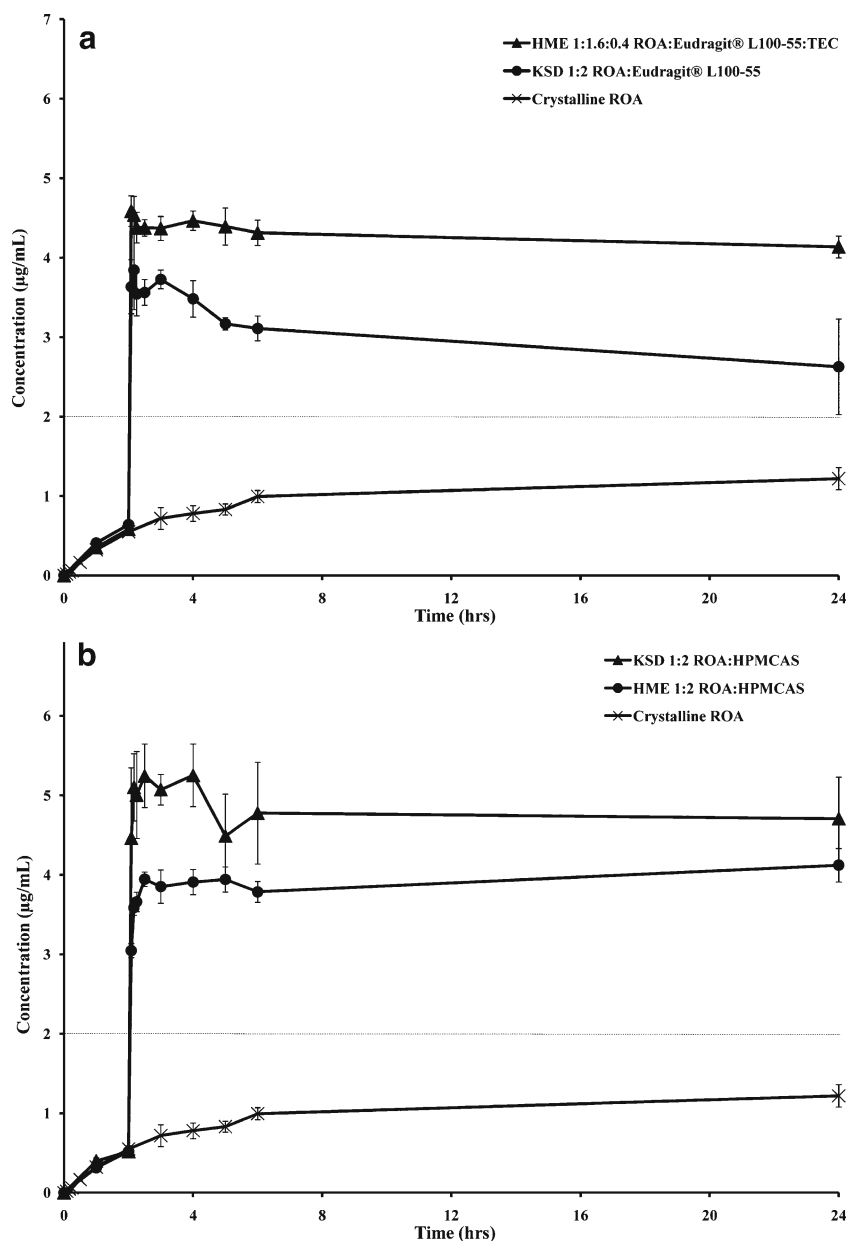 a
HME 1:1.6:0.4 ROA:Eudragit® L100-55:TEC
KSD 1:2 ROA:Eudragit® L100-55
Crystalline ROA
7
6
5
4
3
2
1
0
Concentration (µg/mL)
0 4 8 12 16 20 24
Time (hrs)
b
KSD 1:2 ROA:HPMCAS
HME 1:2 ROA:HPMCAS
Crystalline ROA
6
5
4
3
2
1
0
Concentration (µg/mL)
0 4 8 12 16 20 24
Time (hrs)